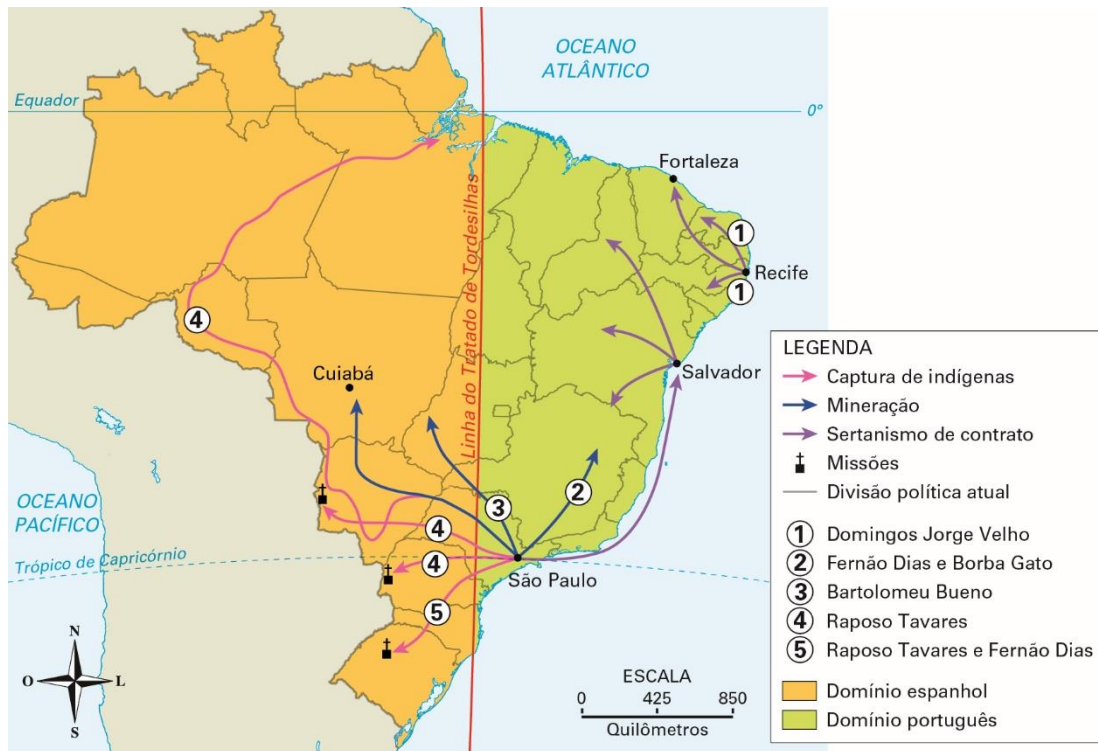 OCEANO
ATLÂNTICO
Equador
0°
Fortaleza
1
Recife
1
Linha do Tratado de Tordesilhas
4
Cuiabá
Salvador
OCEANO
PACÍFICO
Trópico de Capricórnio
3
2
4
4
São Paulo
5
N
O
L
S
ESCALA
0 425 850
Quilômetros
LEGENDA
Captura de indígenas
Mineração
Sertanismo de contrato
Missões
Divisão política atual
1 Domingos Jorge Velho
2 Fernão Dias e Borba Gato
3 Bartolomeu Bueno
4 Raposo Tavares
5 Raposo Tavares e Fernão Dias
Domínio espanhol
Domínio português